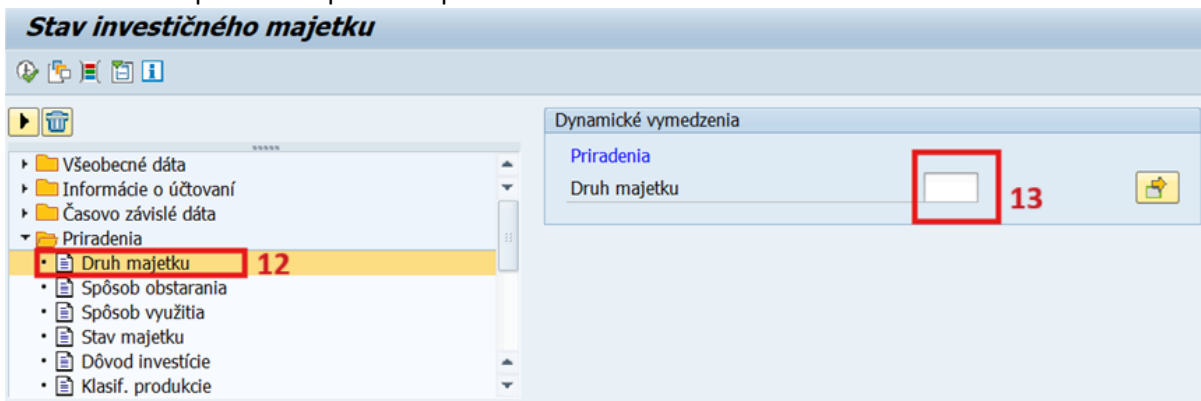 Stav investičného majetku
Dynamické vymedzenia
Všeobecné dáta
Informácie o účtovaní
Časovo závislé dáta
Priradenia
Druh majetku 12
Spôsob obstarania
Spôsob využitia
Stav majetku
Dôvod investície
Klasif. produkcie
Priradenia
Druh majetku 13